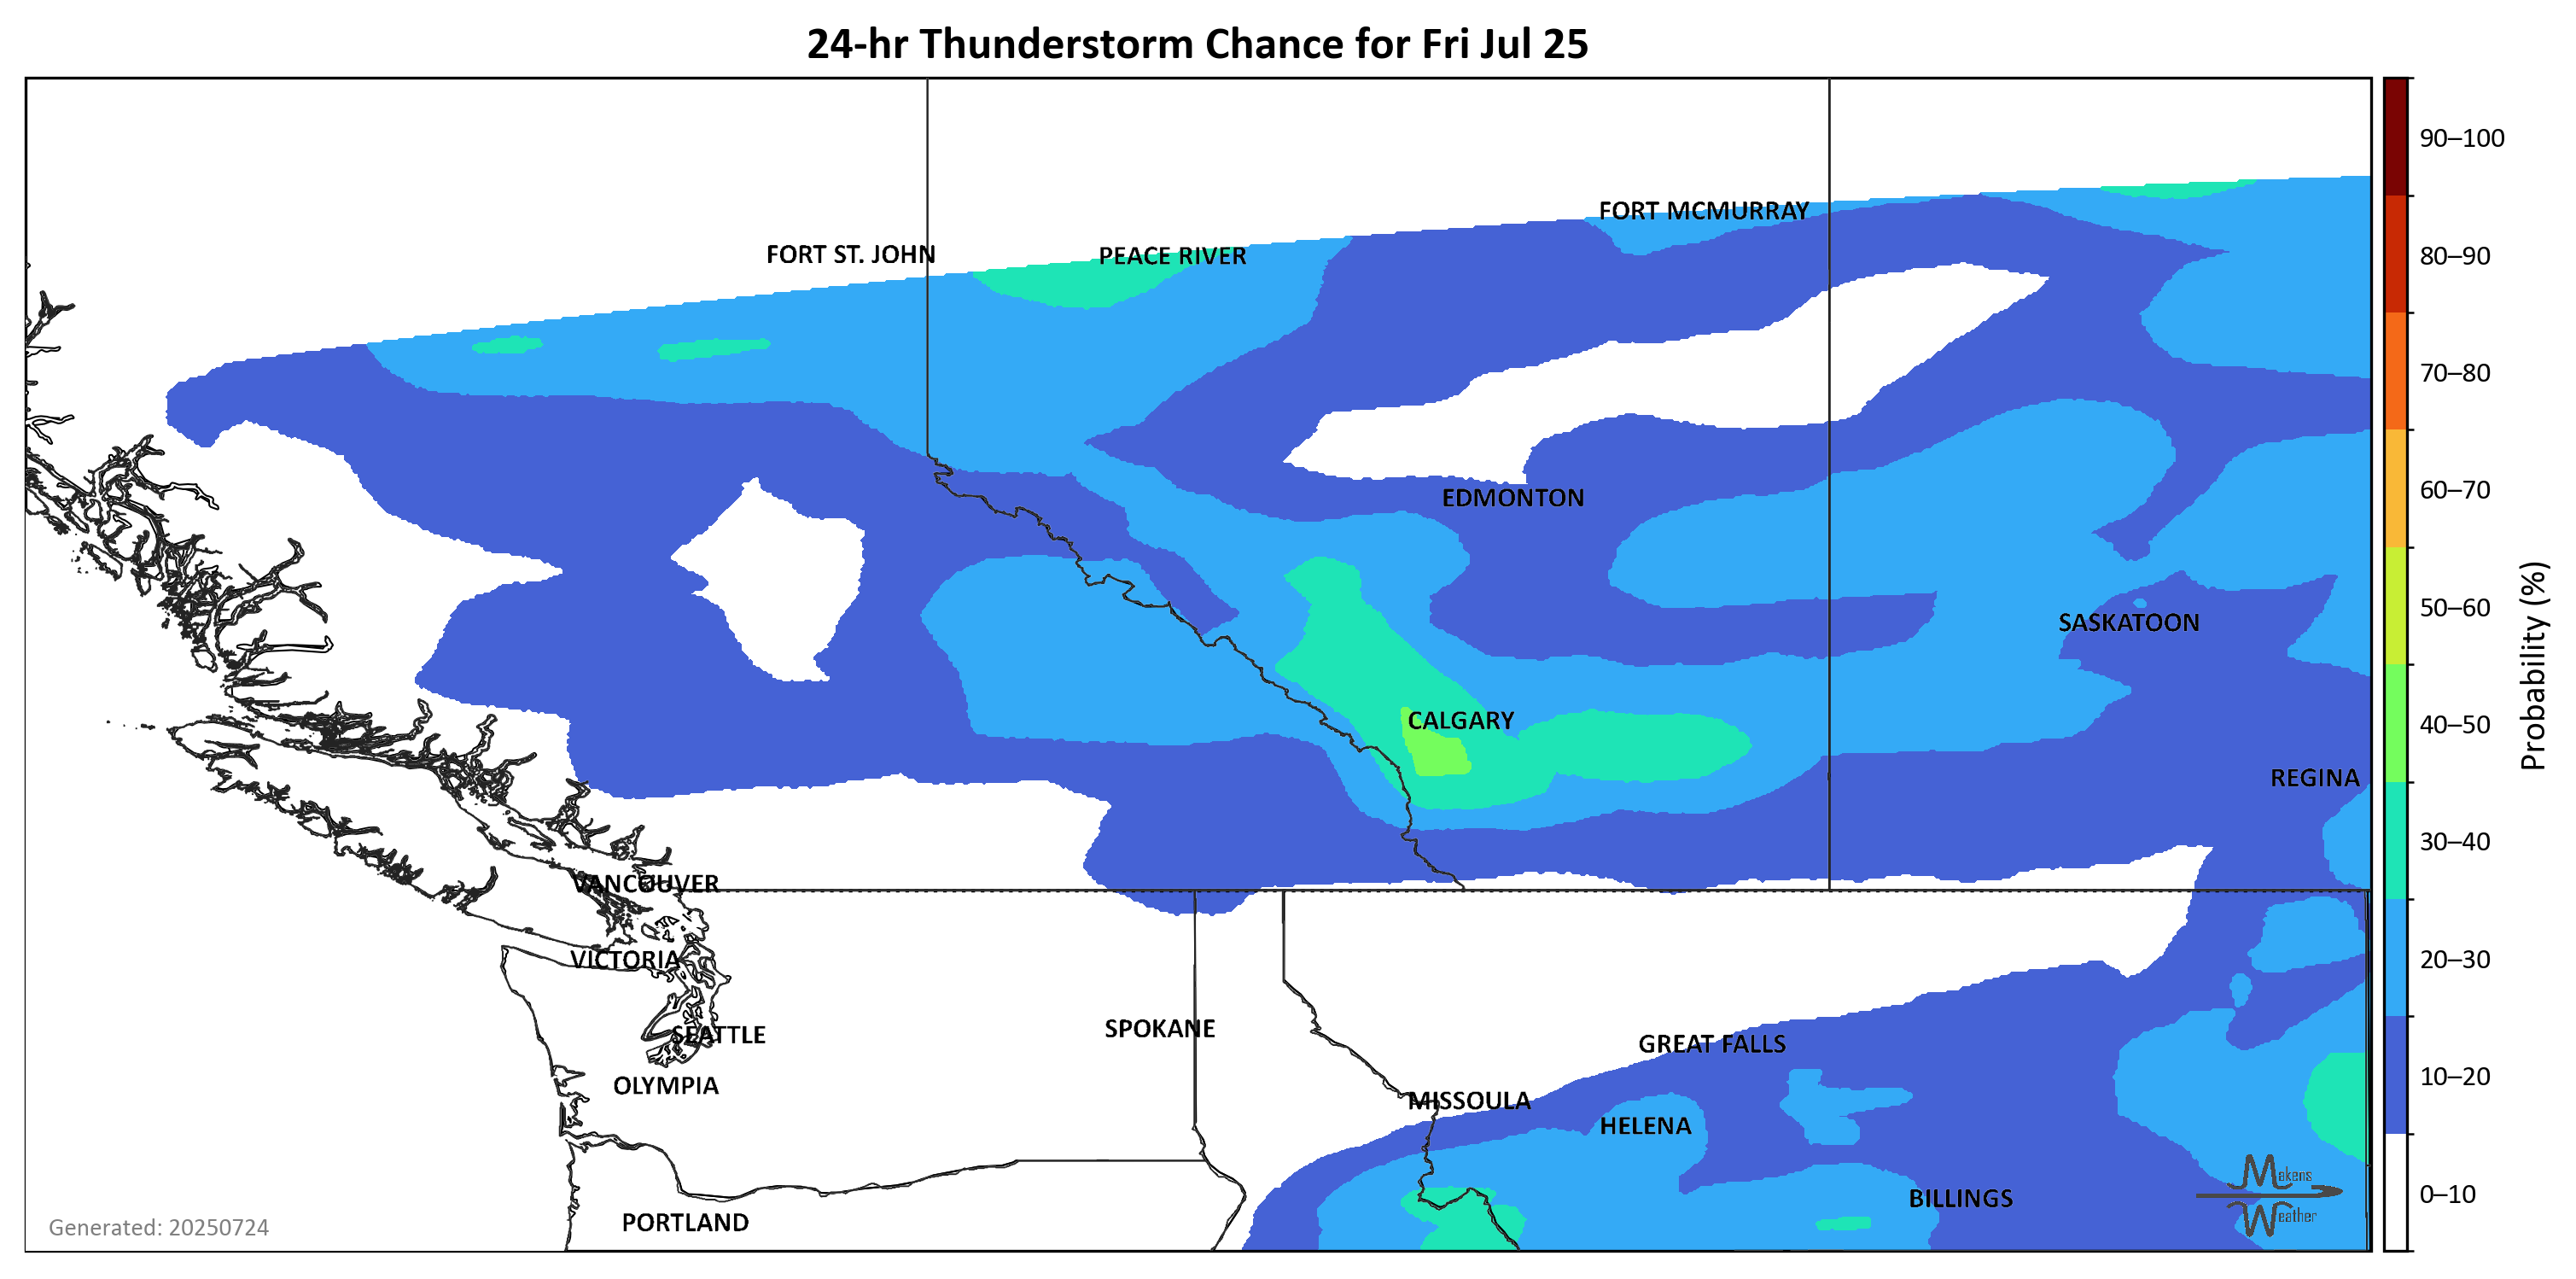 24-hr Thunderstorm Chance for Fri Jul 25
90–100
FORT MCMURRAY
FORT ST. JOHN
PEACE RIVER
80–90
70–80
60–70
EDMONTON
50–60
SASKATOON
Probability (%)
CALGARY
40–50
REGINA
30–40
VANCOUVER
VICTORIA
20–30
SPOKANE
SEATTLE
GREAT FALLS
OLYMPIA
10–20
MISSOULA
HELENA
Makens
Weather
BILLINGS
0–10
PORTLAND
Generated: 20250724